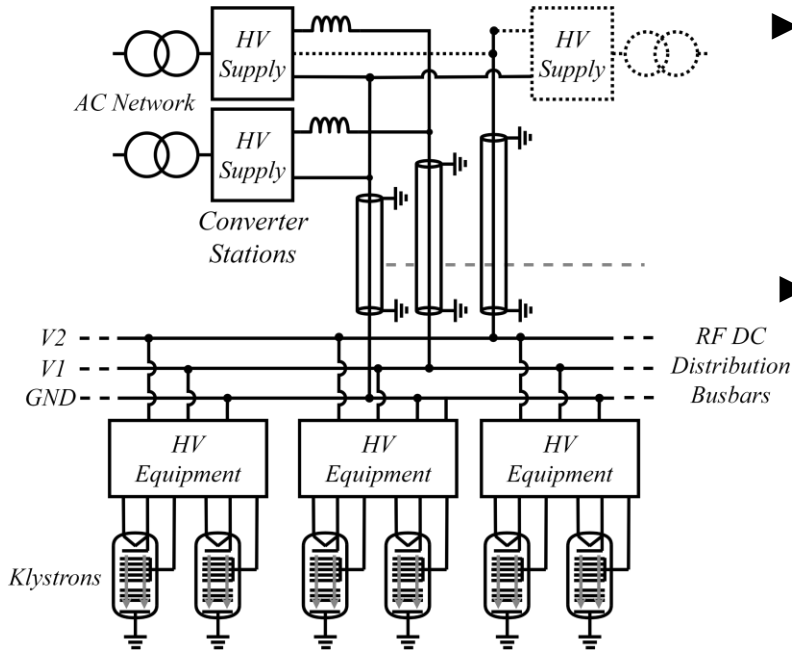 HV
Supply
HV
Supply
AC Network
HV
Supply
Converter
Stations
V2
RF DC
V1
Distribution
GND
Busbars
HV
Equipment
HV
Equipment
HV
Equipment
Klystrons